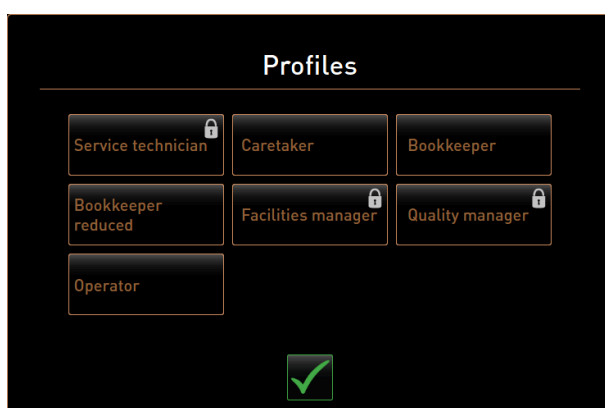 Profiles
Service technician
Caretaker
Bookkeeper
Bookkeeper
reduced
Facilities manager
Quality manager
Operator